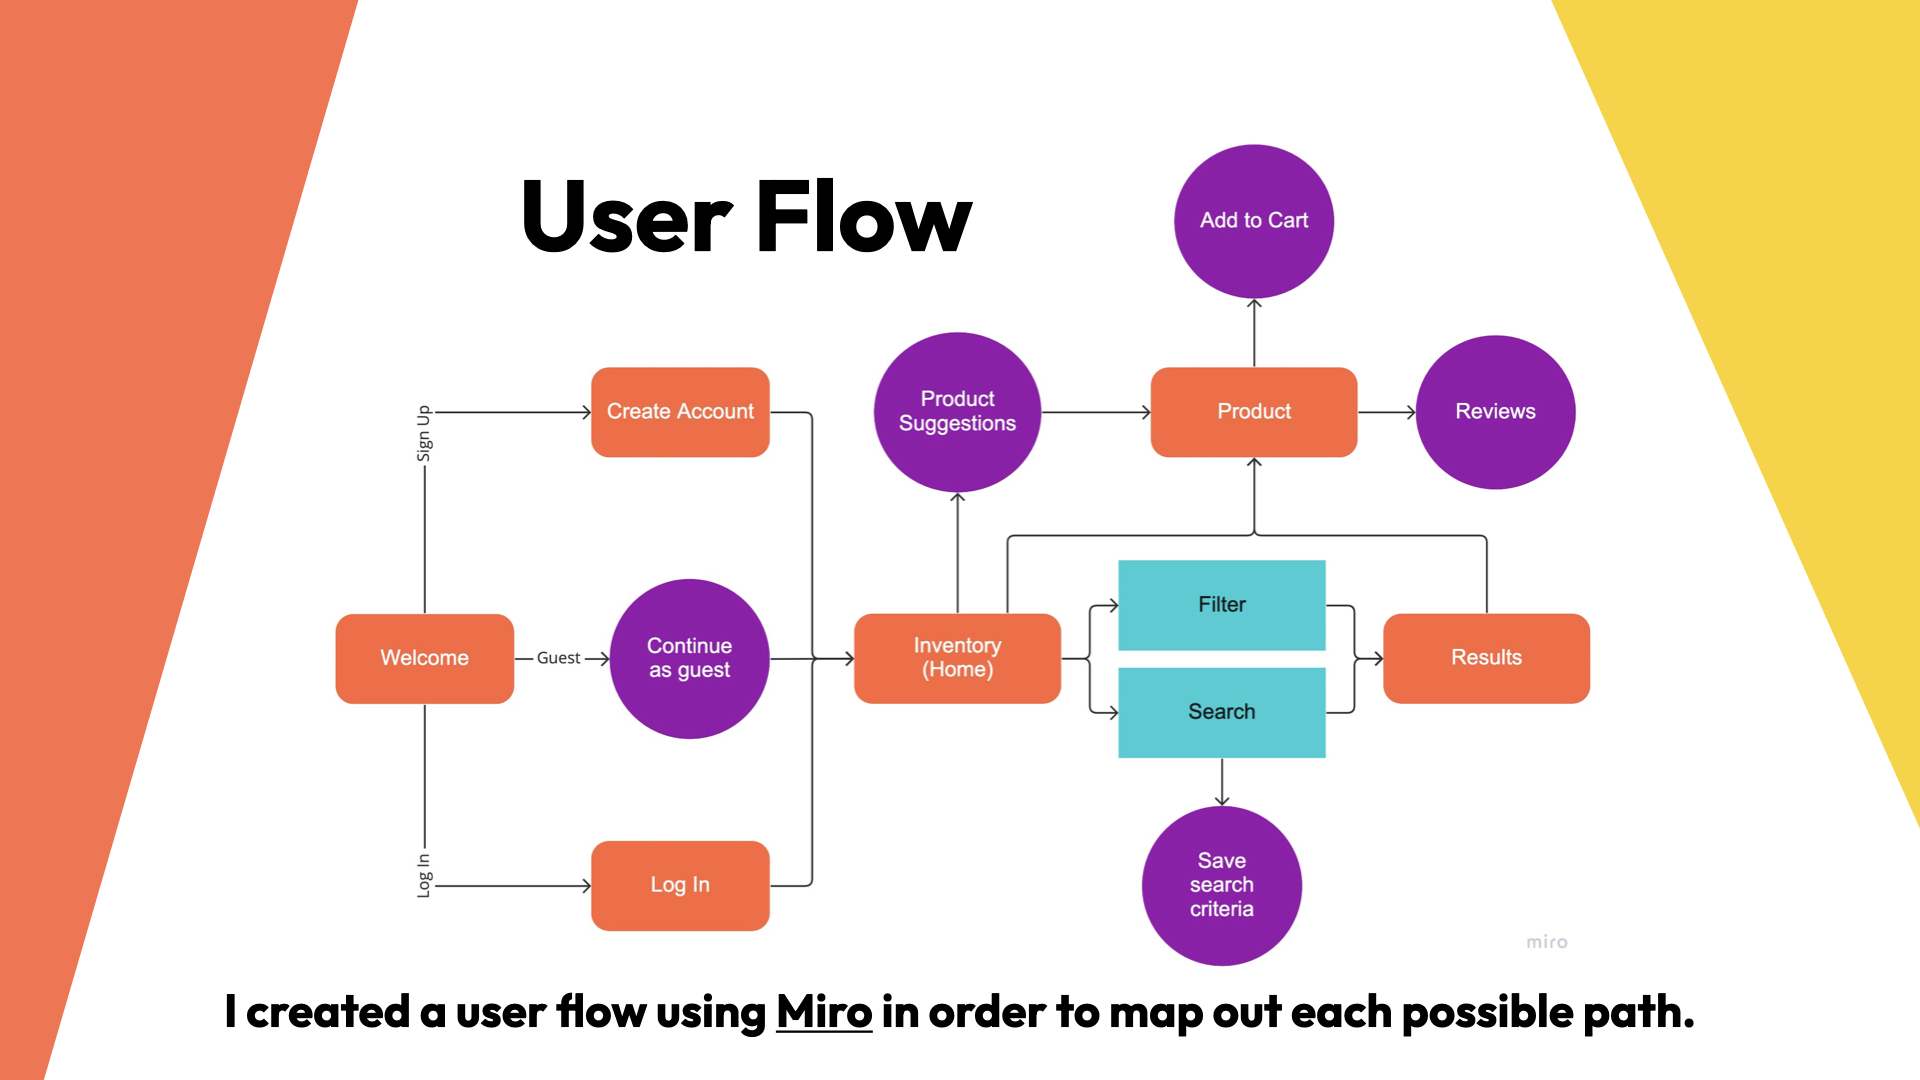 User Flow
Add to Cart
Product
Suggestions
Product
Reviews
Sign Up
Create Account
Filter
Welcome
Guest
Continue
as guest
Inventory
(Home)
Results
Search
Log In
Log In
Save
search
criteria
miro
I created a user flow using Miro in order to map out each possible path.